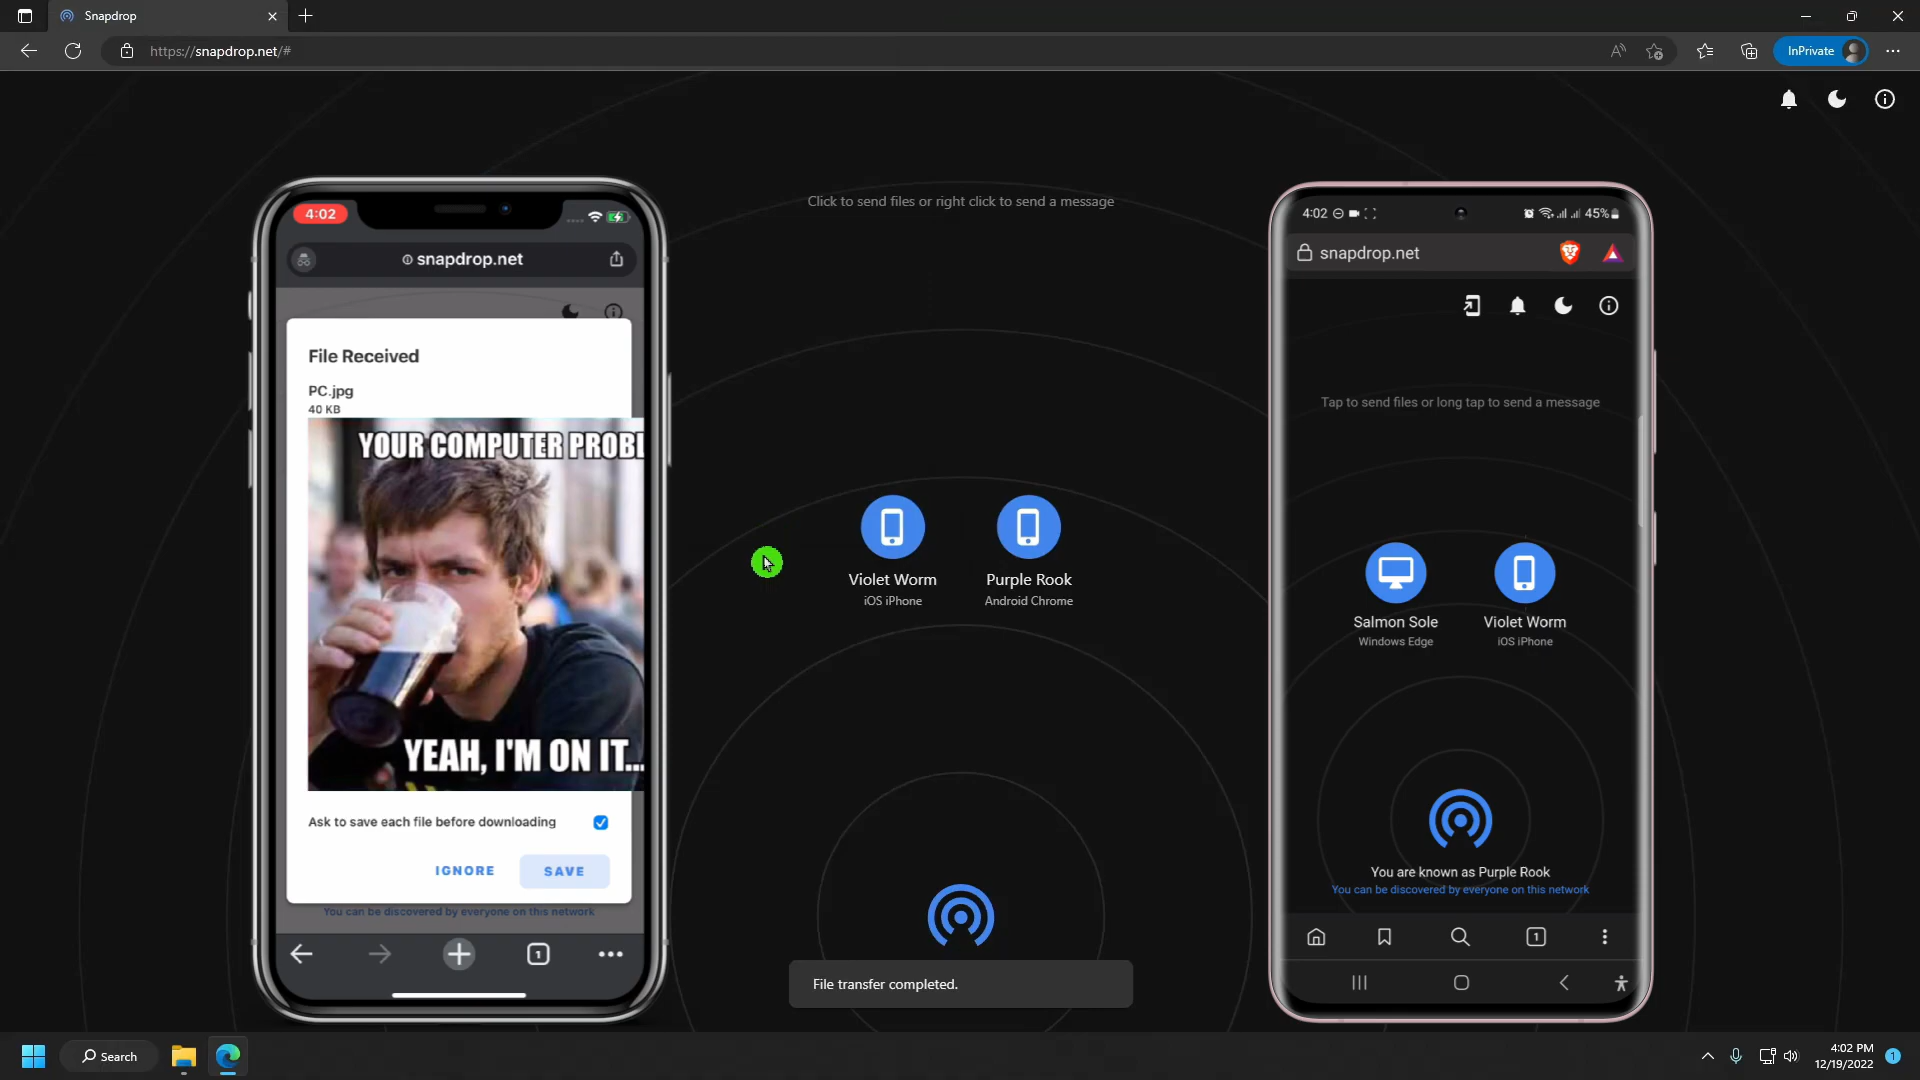 Snapdrop
https://snapdrop.net/#
InPrivate
Click to send files or right click to send a message
4:02
snapdrop.net
File Received
PC.jpg
40 KB
YOUR COMPUTER PROBL
YEAH, I'M ON IT...
Ask to save each file before downloading
IGNORE
SAVE
You can be discovered by everyone on this network
1
Violet Worm
iOS iPhone
Purple Rook
Android Chrome
File transfer completed.
4:02
45%
snapdrop.net
Tap to send files or long tap to send a message
Salmon Sole
Windows Edge
Violet Worm
iOS iPhone
You are known as Purple Rook
You can be discovered by everyone on this network
1
Search
4:02 PM
12/19/2022
1